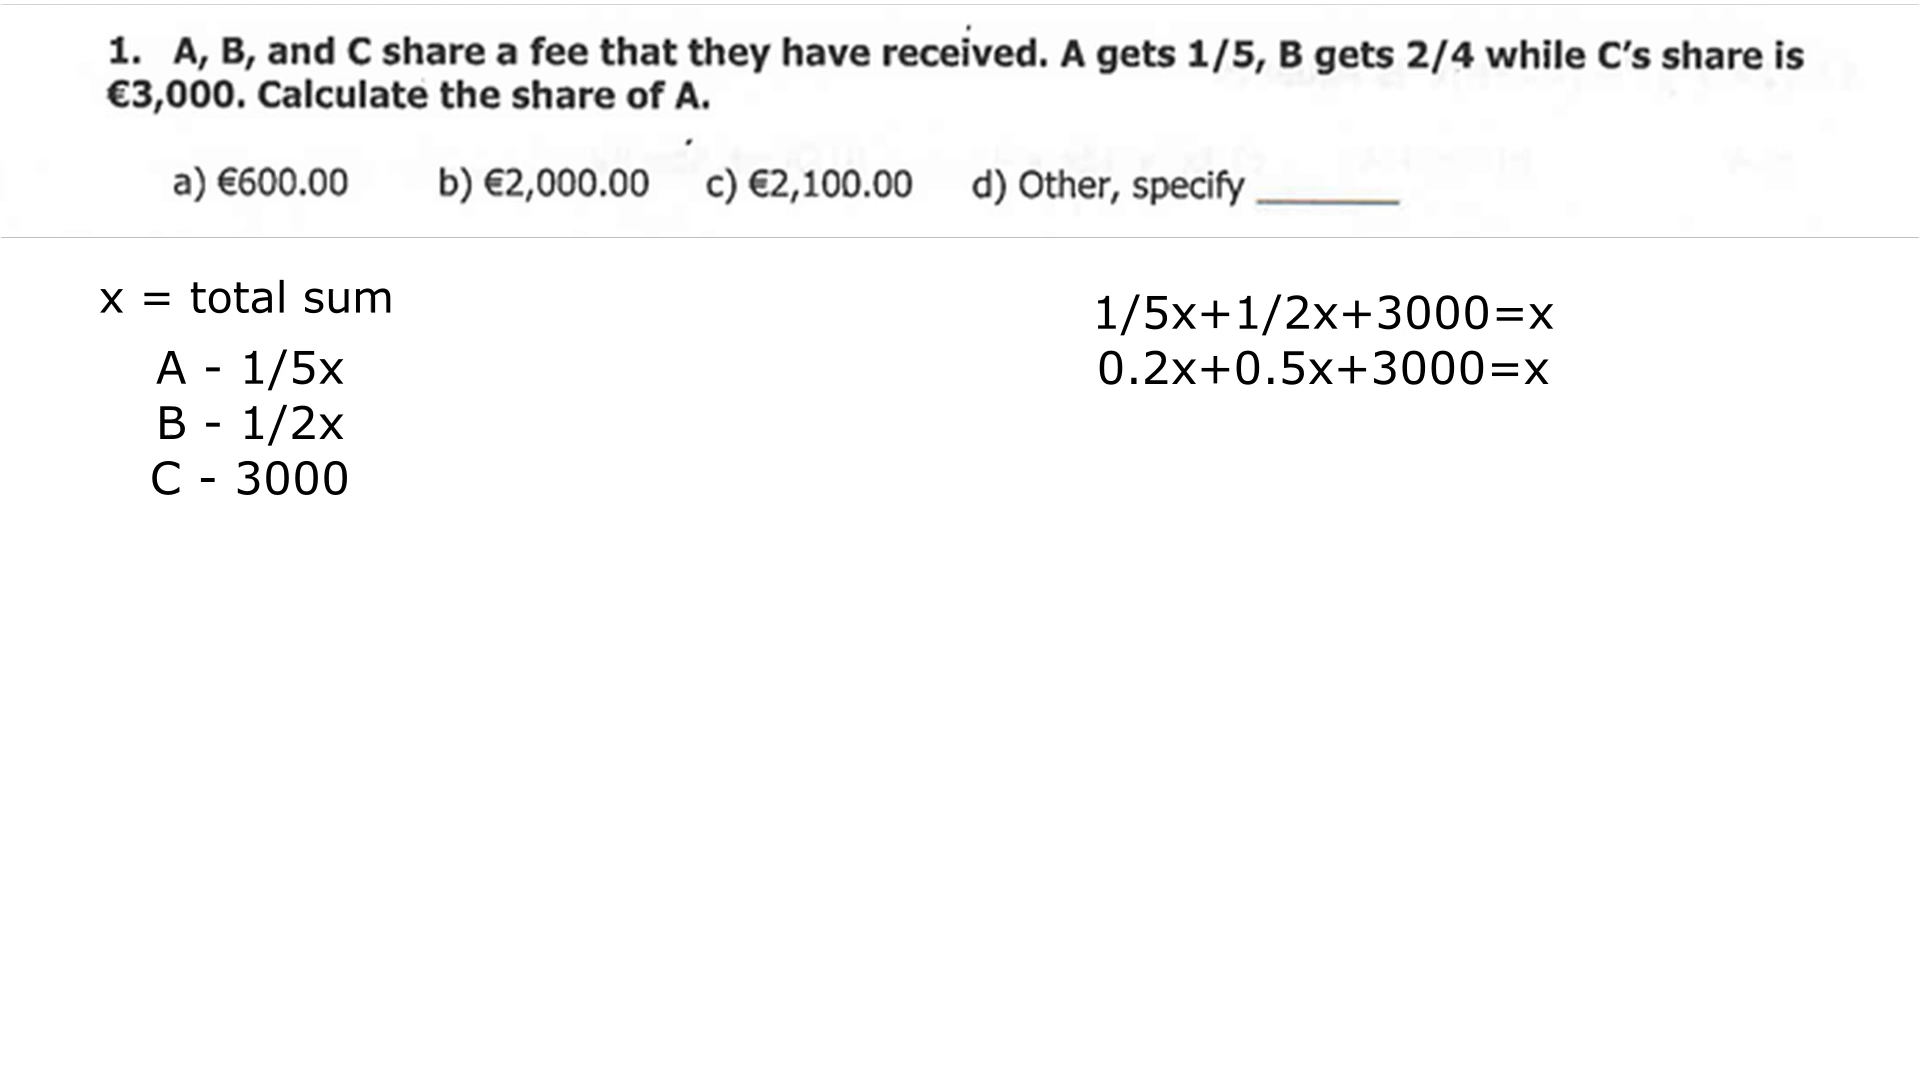 1. A, B, and C share a fee that they have received. A gets 1/5, B gets 2/4 while C's share is
€3,000. Calculate the share of A.
a) €600.00 b) €2,000.00 c) €2,100.00 d) Other, specify ______
x = total sum
A - 1/5x
B - 1/2x
C - 3000
1/5x+1/2x+3000=x
0.2x+0.5x+3000=x